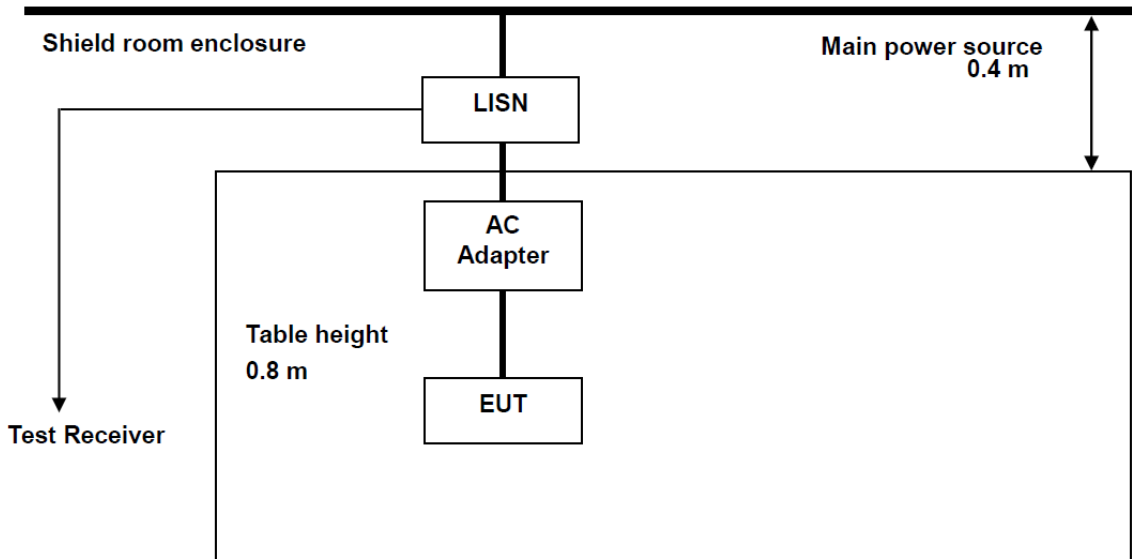 Shield room enclosure
Main power source
0.4 m
LISN
AC
Adapter
Table height
0.8 m
EUT
Test Receiver